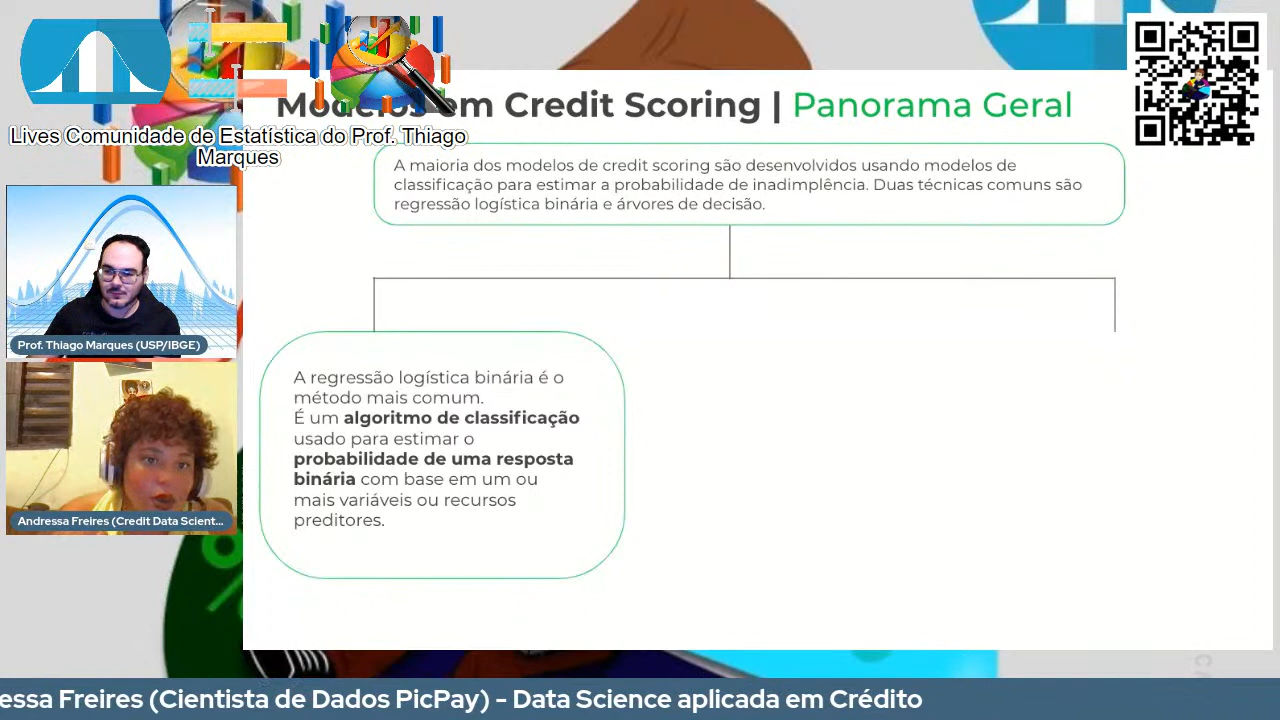 Modelos em Credit Scoring | Panorama Geral
Lives Comunidade de Estatística do Prof. Thiago
Marques
A maioria dos modelos de credit scoring são desenvolvidos usando modelos de
classificação para estimar a probabilidade de inadimplência. Duas técnicas comuns são
regressão logística binária e árvores de decisão.
Prof. Thiago Marques (USP/IBGE)
Andressa Freires (Credit Data Scient...
A regressão logística binária é o
método mais comum.
É um algoritmo de classificação
usado para estimar o
probabilidade de uma resposta
binária com base em um ou
mais variáveis ou recursos
preditores.
%
essa Freires (Cientista de Dados PicPay) - Data Science aplicada em Crédito